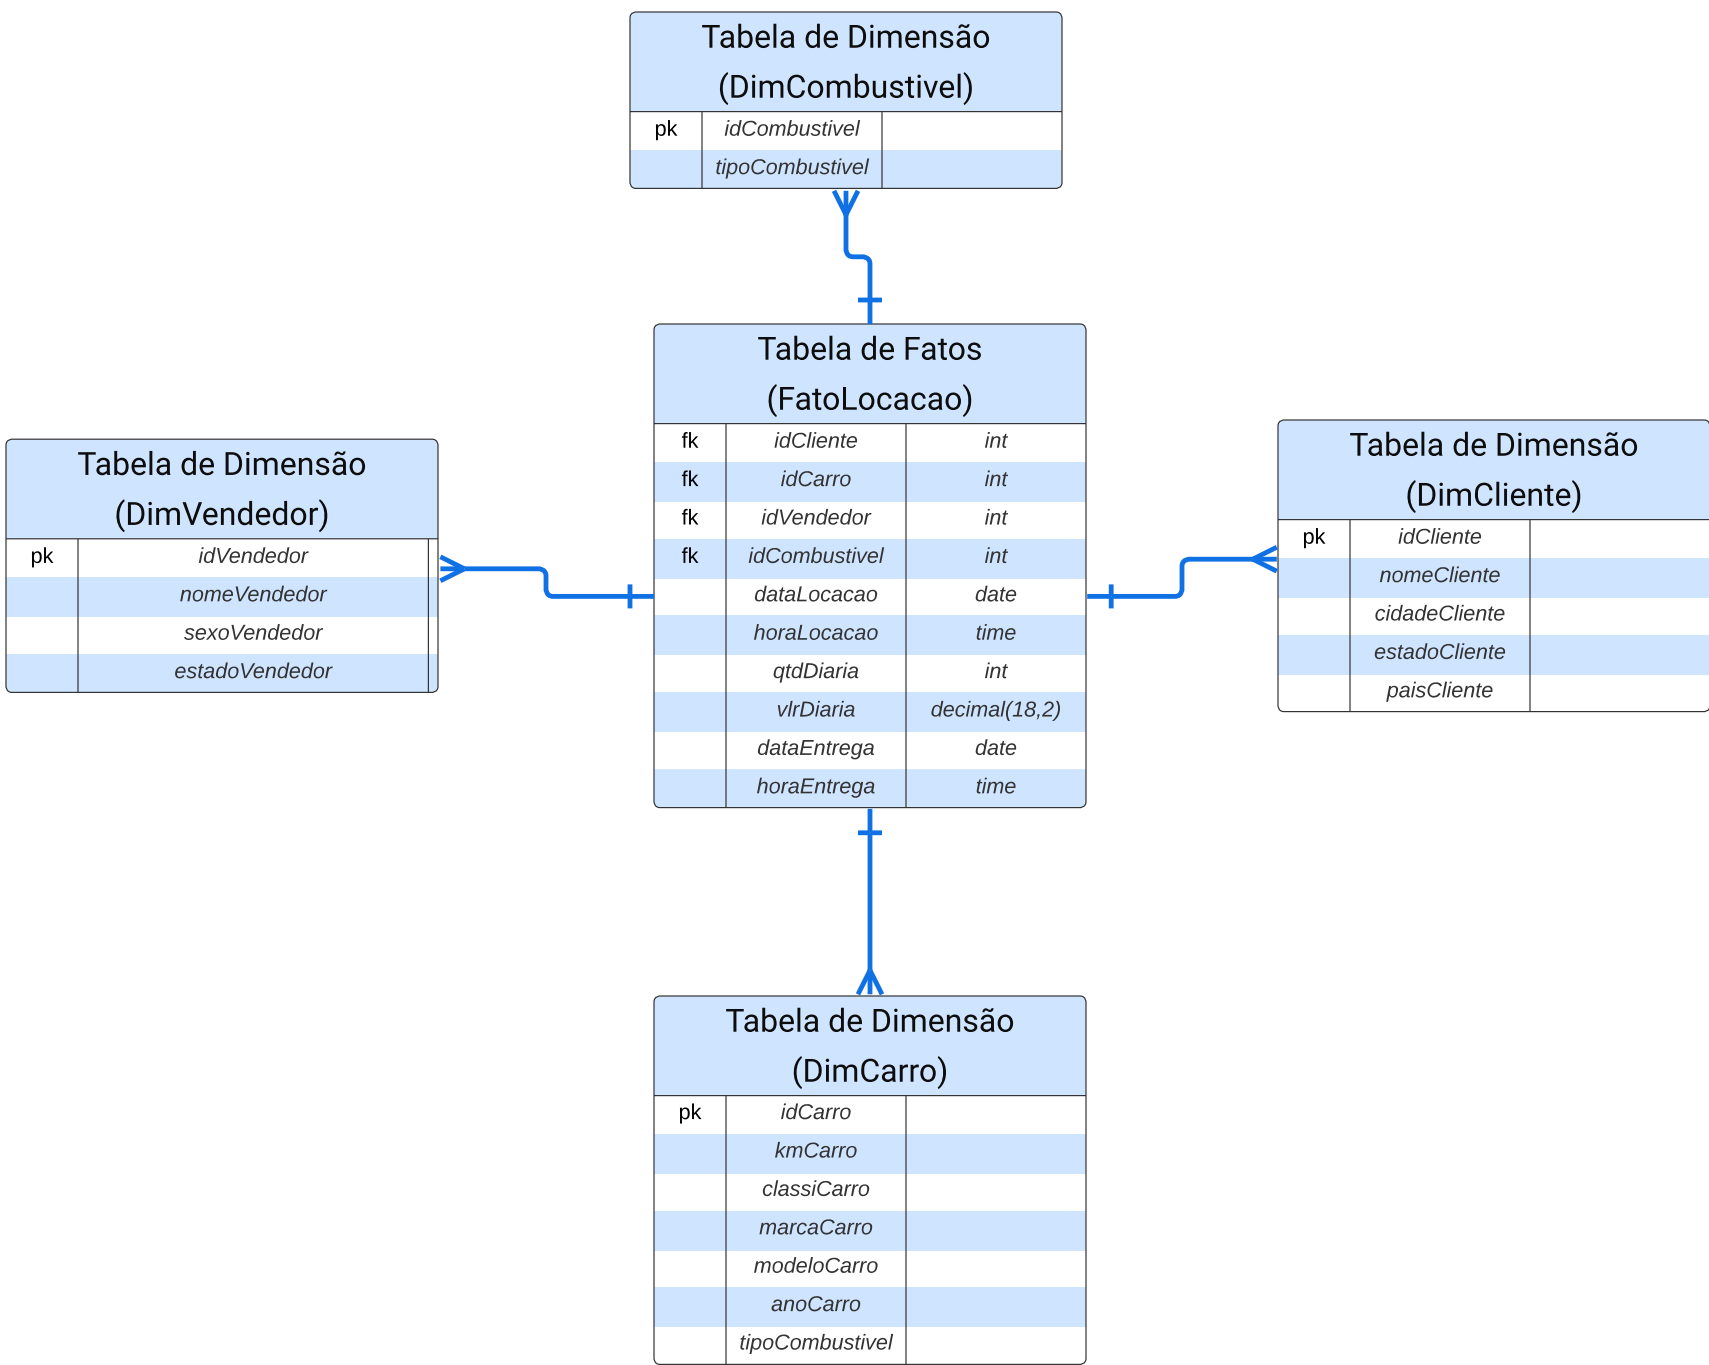 Tabela de Dimensão
(DimCombustivel)
pk idCombustivel
tipoCombustivel
Tabela de Fatos
(FatoLocacao)
fk idCliente int
fk idCarro int
fk idVendedor int
fk idCombustivel int
dataLocacao date
horaLocacao time
qtdDiaria int
vlrDiaria decimal(18,2)
dataEntrega date
horaEntrega time
Tabela de Dimensão
(DimVendedor)
pk idVendedor
nomeVendedor
sexoVendedor
estadoVendedor
Tabela de Dimensão
(DimCliente)
pk idCliente
nomeCliente
cidadeCliente
estadoCliente
paisCliente
Tabela de Dimensão
(DimCarro)
pk idCarro
kmCarro
classiCarro
marcaCarro
modeloCarro
anoCarro
tipoCombustivel